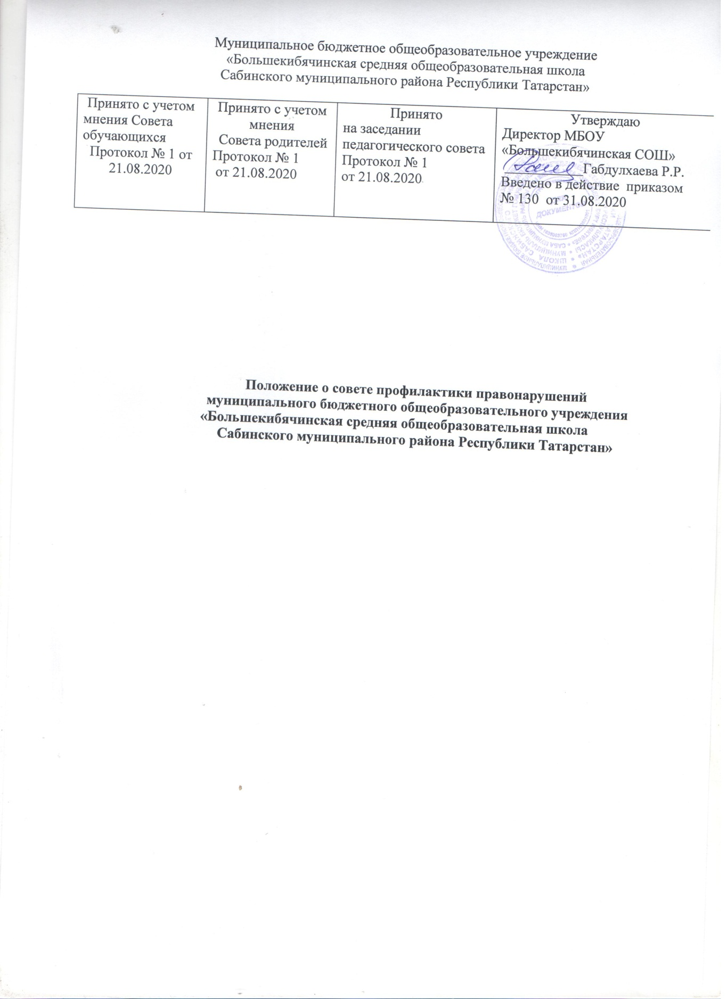 Муниципальное бюджетное общеобразовательное учреждение
«Большекибячинская средняя общеобразовательная школа
Сабинского муниципального района Республики Татарстан»
Принято с учетом
мнения Совета
обучающихся
Протокол № 1 от
21.08.2020
Принято с учетом
мнения
Совета родителей
Протокол № 1
от 21.08.2020
Принято
на заседании
педагогического совета
Протокол № 1
от 21.08.2020
Утверждаю
Директор МБОУ
«Большекибячинская СОШ»
Габдулхаева Р.Р.
Введено в действие приказом
№ 130 от 31.08.2020
Положение о совете профилактики правонарушений
муниципального бюджетного общеобразовательного учреждения
«Большекибячинская средняя общеобразовательная школа
Сабинского муниципального района Республики Татарстан»